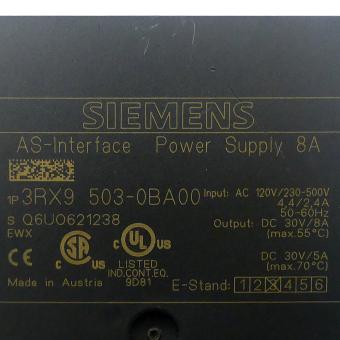 SIEMENS
AS-Interface Power Supply 8A
1P 3RX9 503-0BA00 Input: AC 120V/230-500V
4,4/2,4A
50-60Hz
S Q6U0621238 Output: DC 30V/8A
(max.55°C)
EWX
LISTED
IND.CONT.EQ.
9D81
DC 30V/5A
(max.70°C)
Made in Austria E-Stand: 1 2 X 4 5 6